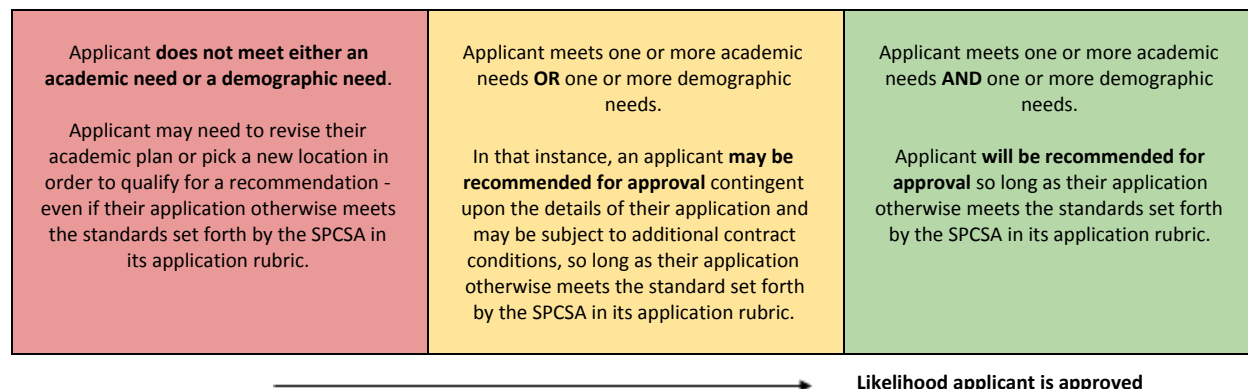 Applicant does not meet either an
academic need or a demographic need.
Applicant may need to revise their
academic plan or pick a new location in
order to qualify for a recommendation -
even if their application otherwise meets
the standards set forth by the SPCSA in
its application rubric.
Applicant meets one or more academic
needs OR one or more demographic
needs.
In that instance, an applicant may be
recommended for approval contingent
upon the details of their application and
may be subject to additional contract
conditions, so long as their application
otherwise meets the standard set forth
by the SPCSA in its application rubric.
Applicant meets one or more academic
needs AND one or more demographic
needs.
Applicant will be recommended for
approval so long as their application
otherwise meets the standards set forth
by the SPCSA in its application rubric.
Likelihood applicant is approved